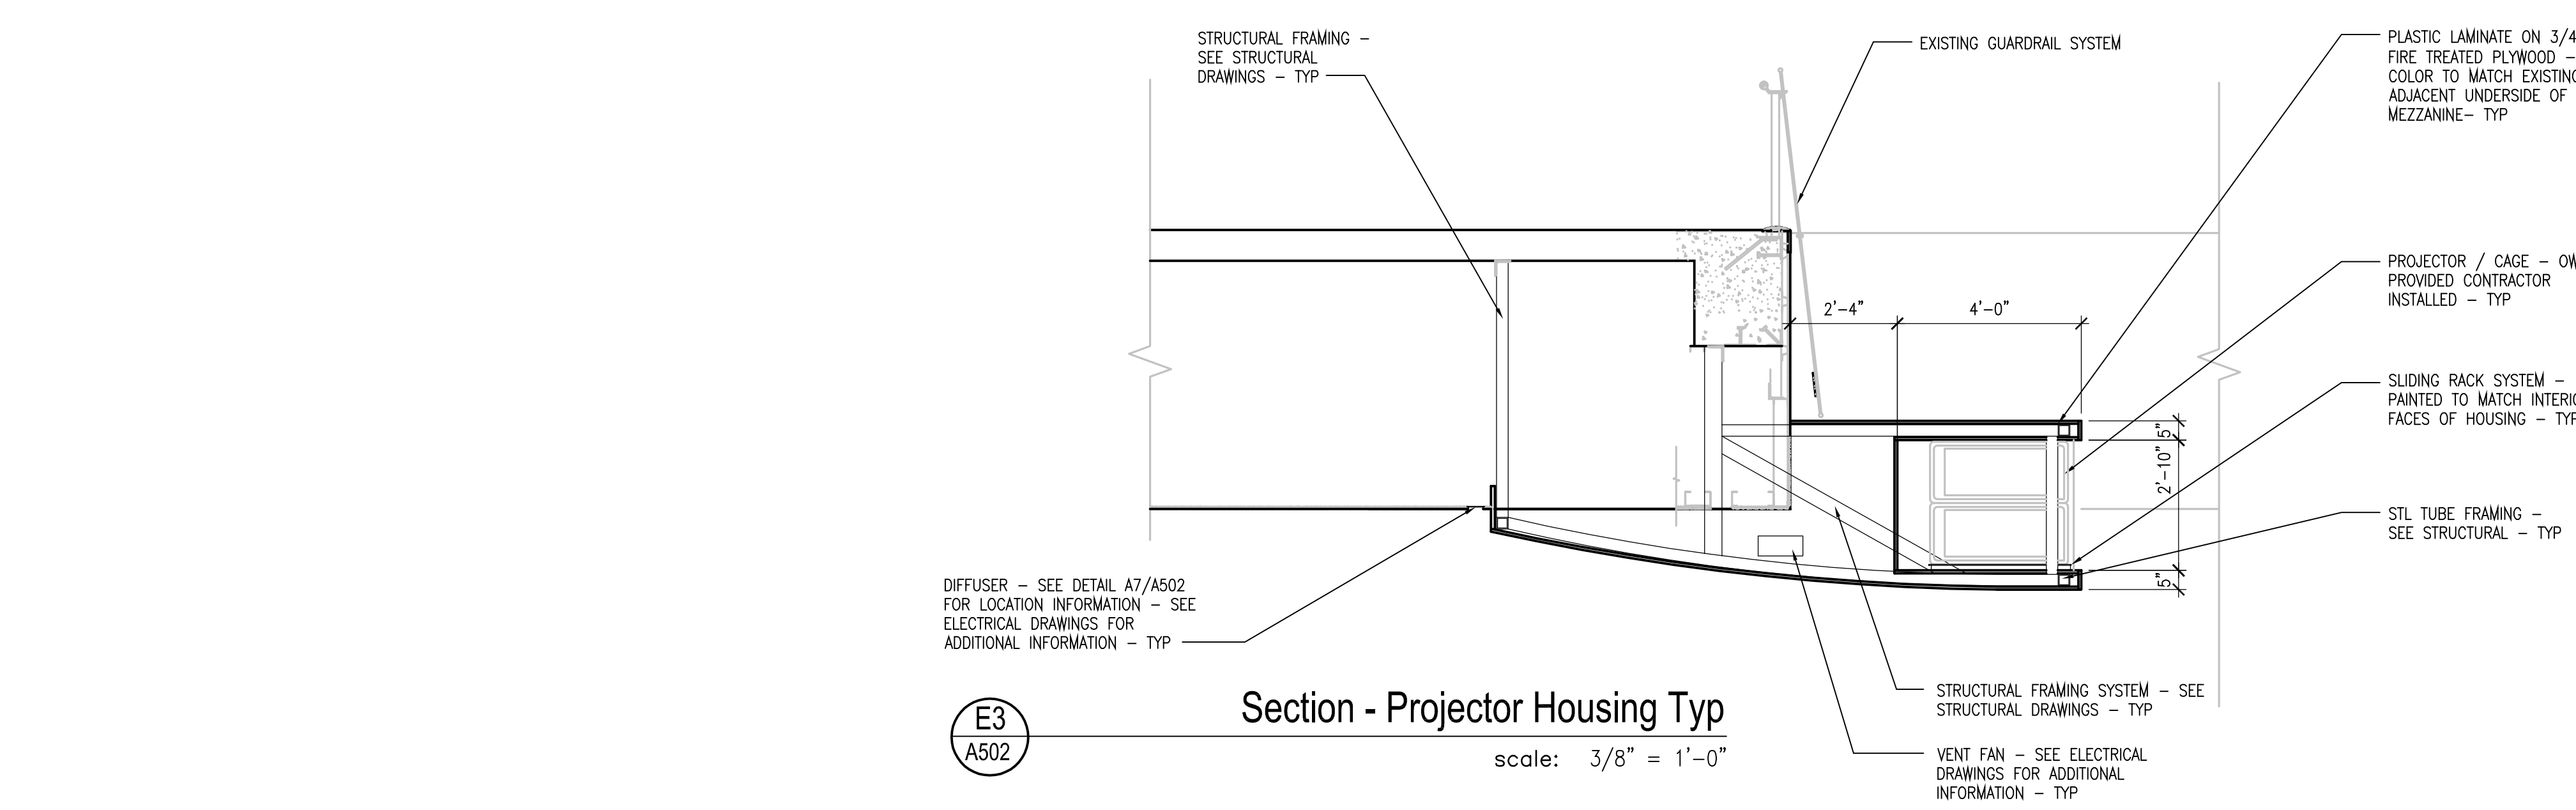 STRUCTURAL FRAMING –
SEE STRUCTURAL
DRAWINGS – TYP
EXISTING GUARDRAIL SYSTEM
PLASTIC LAMINATE ON 3/4
FIRE TREATED PLYWOOD –
COLOR TO MATCH EXISTING
ADJACENT UNDERSIDE OF
MEZZANINE– TYP
PROJECTOR / CAGE –
PROVIDED CONTRACTOR
INSTALLED – TYP
2'–4"
4'–0"
SLIDING RACK SYSTEM –
PAINTED TO MATCH
FACES OF HOUSING – TYP
5"
2'–10"
5"
STL TUBE FRAMING –
SEE STRUCTURAL – TYP
DIFFUSER – SEE DETAIL A7/A502
FOR LOCATION INFORMATION – SEE
ELECTRICAL DRAWINGS FOR
ADDITIONAL INFORMATION – TYP
STRUCTURAL FRAMING SYSTEM – SEE
STRUCTURAL DRAWINGS – TYP
VENT FAN – SEE ELECTRICAL
DRAWINGS FOR ADDITIONAL
INFORMATION – TYP
E3
A502
Section - Projector Housing Typ
scale: 3/8" = 1'–0"